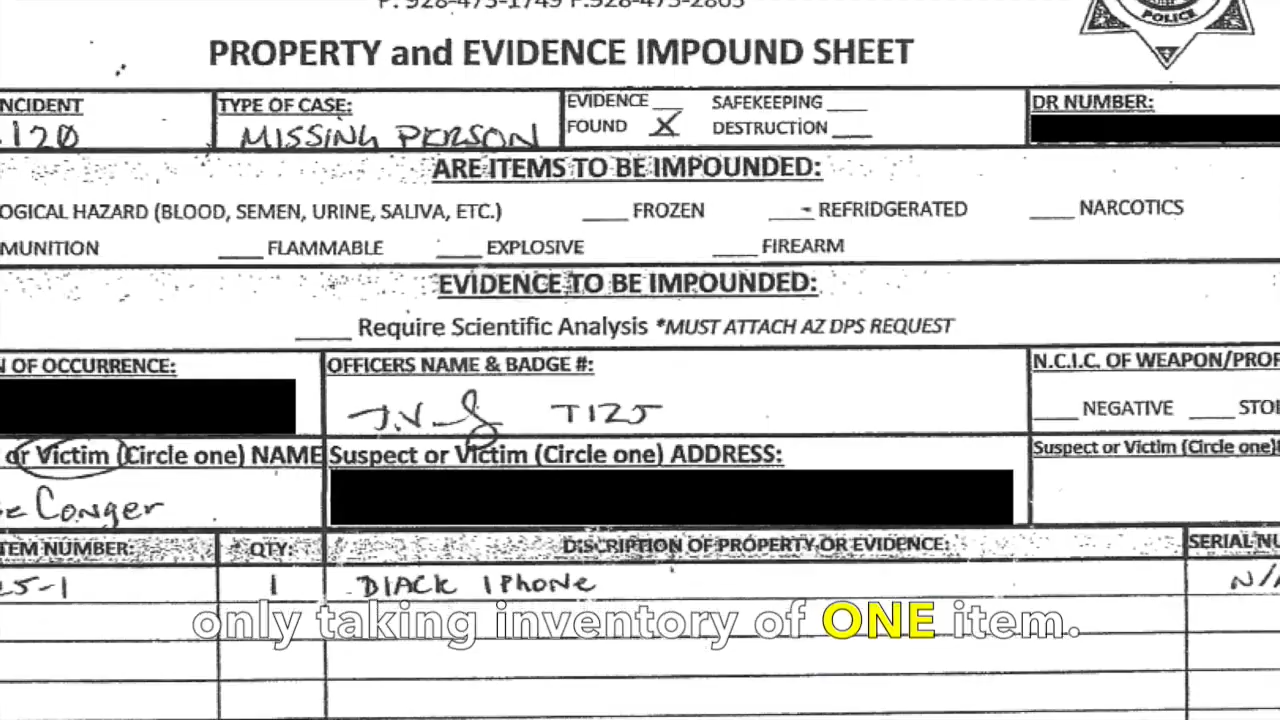 P. 928-475-1749 F.928-475-2805
POLICE
PROPERTY and EVIDENCE IMPOUND SHEET
NCIDENT TYPE OF CASE: EVIDENCE ___ SAFEKEEPING ____ DR NUMBER:
120 MISSING PERSON FOUND X DESTRUCTION ____
ARE ITEMS TO BE IMPOUNDED:
OGICAL HAZARD (BLOOD, SEMEN, URINE, SALIVA, ETC.) ____ FROZEN ____ REFRIDGERATED ____ NARCOTICS
MUNITION ____ FLAMMABLE ____ EXPLOSIVE ____ FIREARM
EVIDENCE TO BE IMPOUNDED:
____ Require Scientific Analysis *MUST ATTACH AZ DPS REQUEST
N OF OCCURRENCE: OFFICERS NAME & BADGE #: N.C.I.C. OF WEAPON/PROP
T125 ____ NEGATIVE ____ STO
or Victim (Circle one) NAME Suspect or Victim (Circle one) ADDRESS: Suspect or Victim (Circle one)
Conger
TEM NUMBER: QTY: DISCRIPTION OF PROPERTY OR EVIDENCE: SERIAL NU
25-1 1 BlACK IPhone N/A
only taking inventory of ONE item.